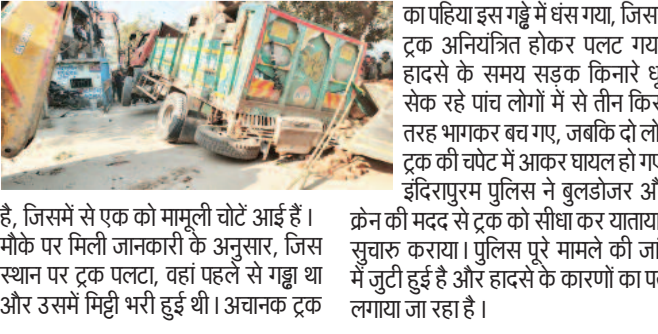 है, जिसमें से एक को मामूली चोटें आई हैं ।
मौके पर मिली जानकारी के अनुसार, जिस
स्थान पर ट्रक पलटा, वहां पहले से गड्ढा था
और उसमें मिट्टी भरी हुई थी । अचानक ट्रक
का पहिया इस गड्ढे में धंस गया, जिस
ट्रक अनियंत्रित होकर पलट गय
हादसे के समय सड़क किनारे धू
सेक रहे पांच लोगों में से तीन किस
तरह भागकर बच गए, जबकि दो लो
ट्रक की चपेट में आकर घायल हो गए
इंदिरापुरम पुलिस ने बुलडोजर औ
क्रेन की मदद से ट्रक को सीधा कर याताया
सुचारु कराया । पुलिस पूरे मामले की जां
में जुटी हुई है और हादसे के कारणों का प
लगाया जा रहा है ।